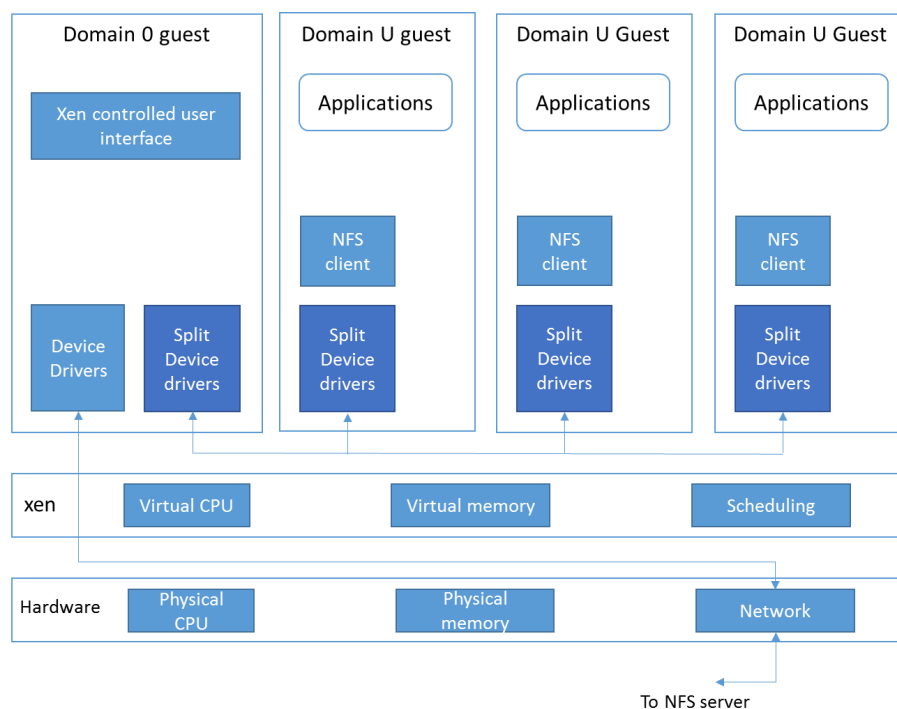 Domain 0 guest
Domain U guest
Domain U Guest
Domain U Guest
Xen controlled user
interface
Applications
Applications
Applications
NFS
client
NFS
client
NFS
client
Device
Drivers
Split
Device
drivers
Split
Device
drivers
Split
Device
drivers
Split
Device
drivers
xen
Virtual CPU
Virtual memory
Scheduling
Hardware
Physical
CPU
Physical
memory
Network
To NFS server